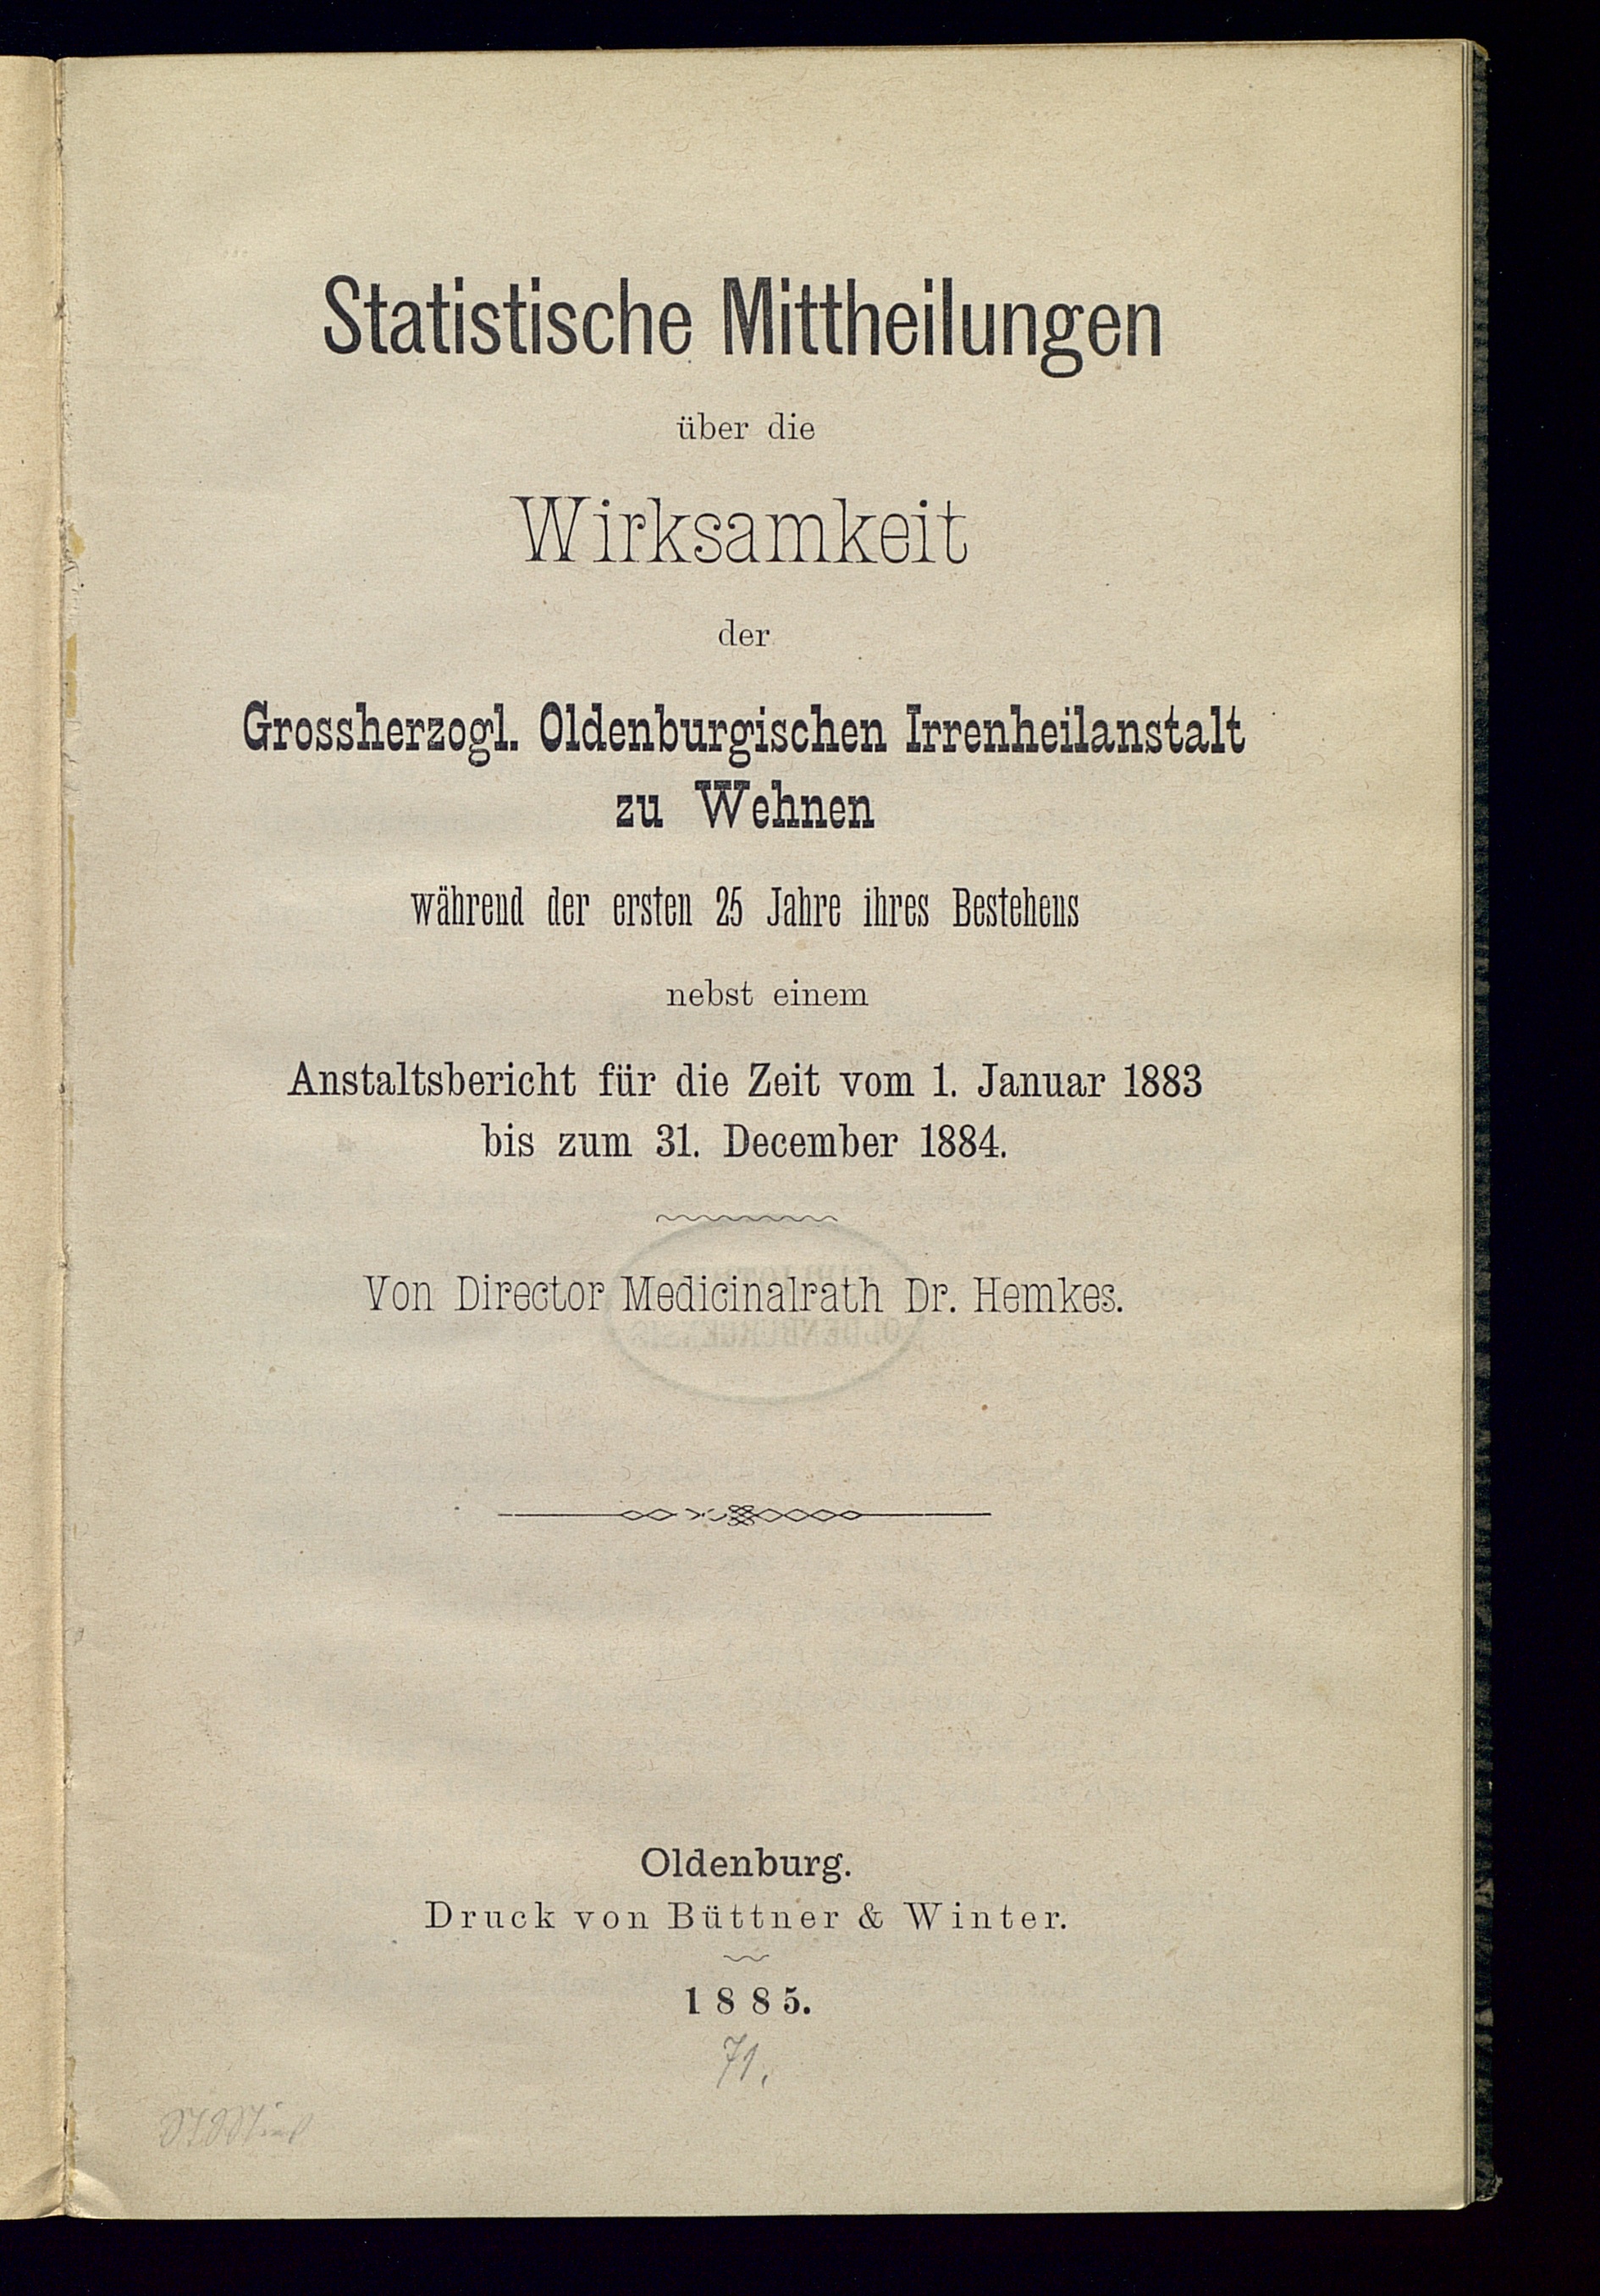 Statistische Mittheilungen
über die
Wirksamkeit
der
Grossherzogl. Oldenburgischen Irrenheilanstalt
zu Wehnen
während der ersten 25 Jahre ihres Bestehens
nebst einem
Anstaltsbericht für die Zeit vom 1. Januar 1883
bis zum 31. December 1884.
Von Director Medicinalrath Dr. Hemkes.
Oldenburg.
Druck von Büttner & Winter.
1885.
71.